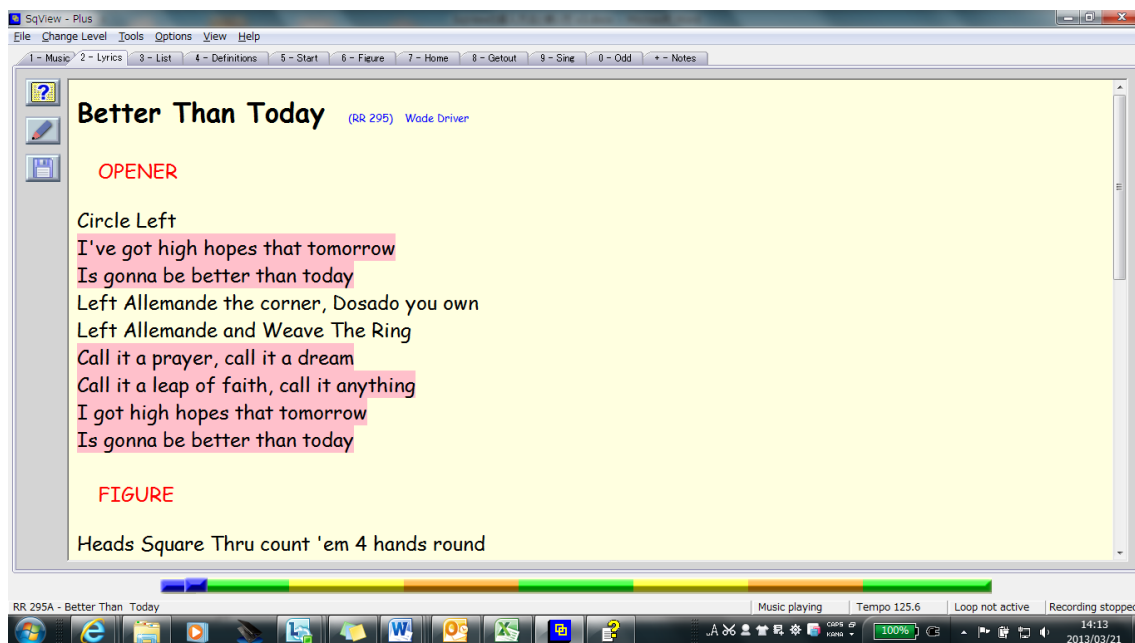 SqView - Plus
File Change Level Tools Options View Help
1 - Music 2 - Lyrics 3 - List 4 - Definitions 5 - Start 6 - Figure 7 - Home 8 - Getout 9 - Sing 0 - Odd + - Notes
Better Than Today (RR 295) Wade Driver
OPENER
Circle Left
I've got high hopes that tomorrow
Is gonna be better than today
Left Allemande the corner, Dosado you own
Left Allemande and Weave The Ring
Call it a prayer, call it a dream
Call it a leap of faith, call it anything
I got high hopes that tomorrow
Is gonna be better than today
FIGURE
Heads Square Thru count 'em 4 hands round
RR 295A - Better Than Today Music playing Tempo 125.6 Loop not active Recording stopped
A CAPS KANA 100% 14:13
2013/03/21